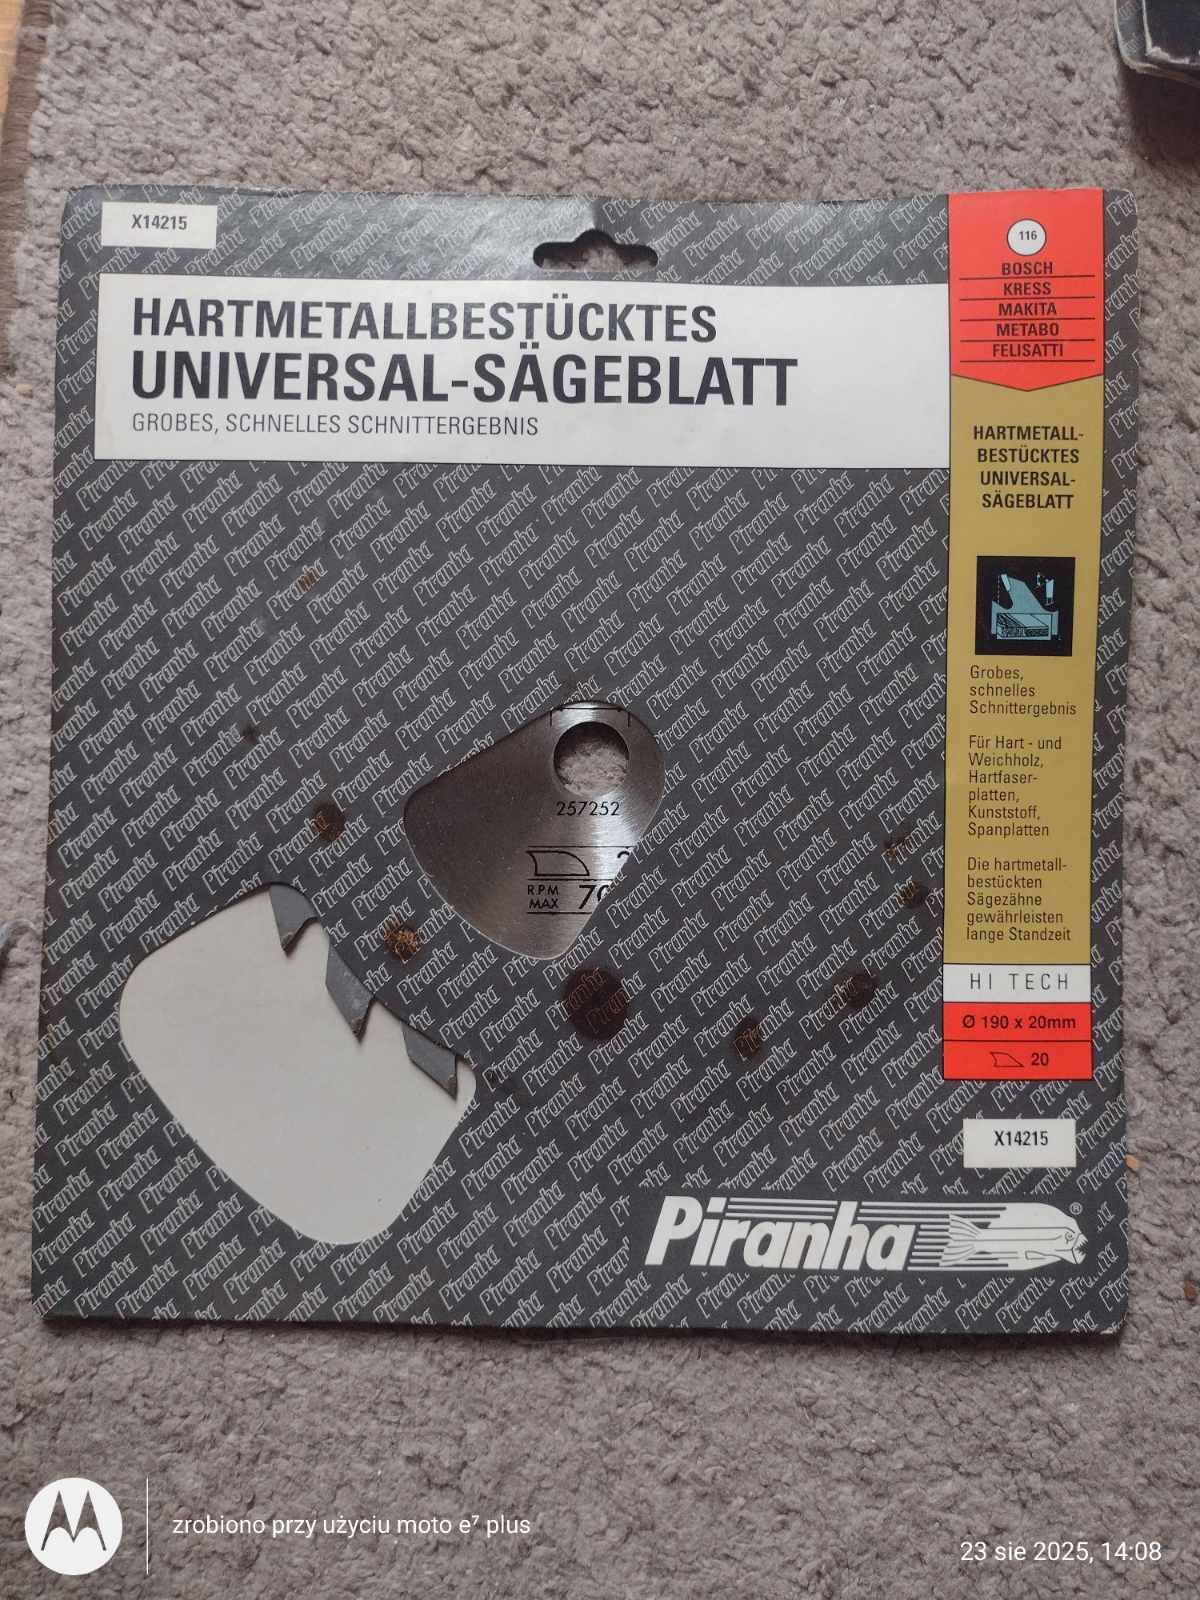 X14215
HARTMETALLBESTÜCKTES
UNIVERSAL-SÄGEBLATT
GROBES, SCHNELLES SCHNITTERGEBNIS
116
BOSCH
KRESS
MAKITA
METABO
FELISATTI
HARTMETALL-
BESTÜCKTES
UNIVERSAL-
SÄGEBLATT
Grobes,
schnelles
Schnittergebnis
Für Hart - und
Weichholz,
Hartfaser-
platten,
Kunststoff,
Spanplatten
Die hartmetall-
bestückten
Sägezähne
gewährleisten
lange Standzeit
HI TECH
Ø 190 x 20mm
20
X14215
257252
RPM
MAX
Piranha®
zrobiono przy użyciu moto e⁷ plus
23 sie 2025, 14:08